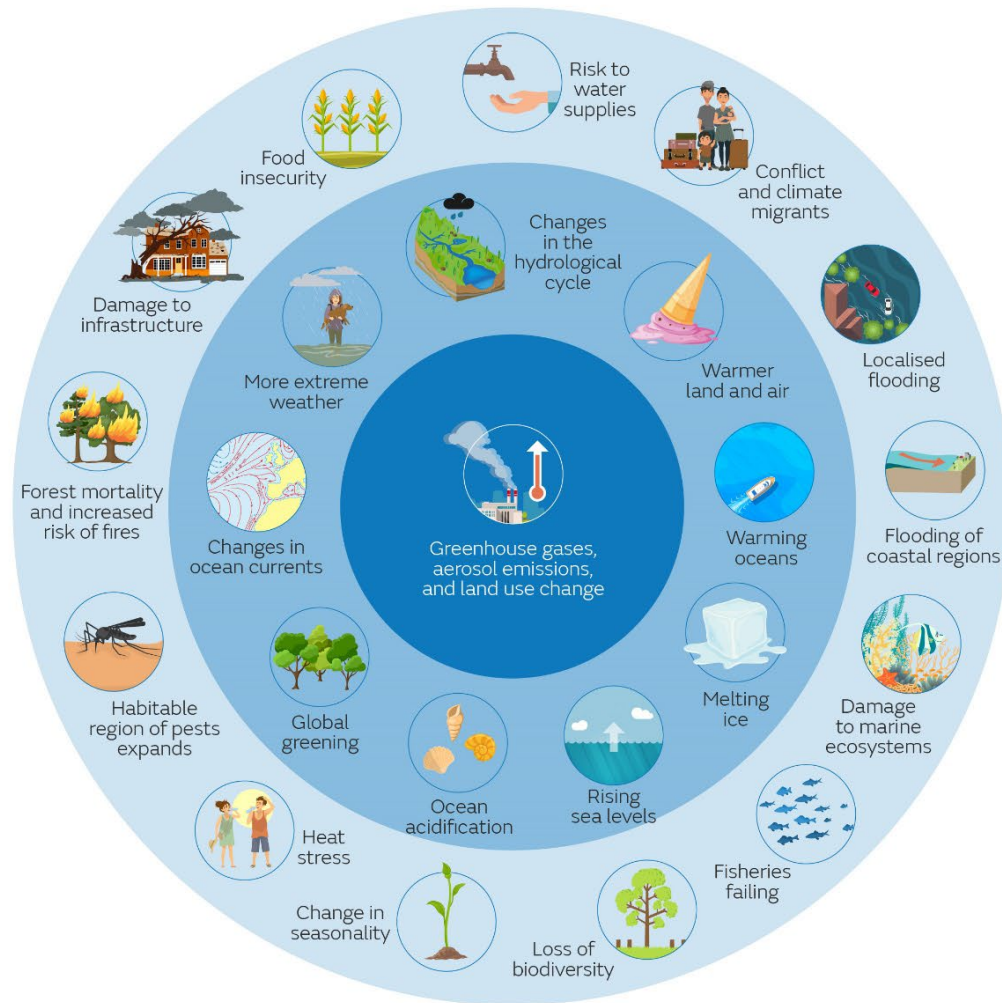 Risk to
water
supplies
Conflict
and climate
migrants
Localised
flooding
Flooding of
coastal regions
Damage
to marine
ecosystems
Fisheries
failing
Loss of
biodiversity
Change in
seasonality
Heat
stress
Habitable
region of pests
expands
Forest mortality
and increased
risk of fires
Damage to
infrastructure
Food
insecurity
Changes
in the
hydrological
cycle
Warmer
land and air
Warming
oceans
Melting
ice
Rising
sea levels
Ocean
acidification
Global
greening
Changes in
ocean currents
More extreme
weather
Greenhouse gases,
aerosol emissions,
and land use change